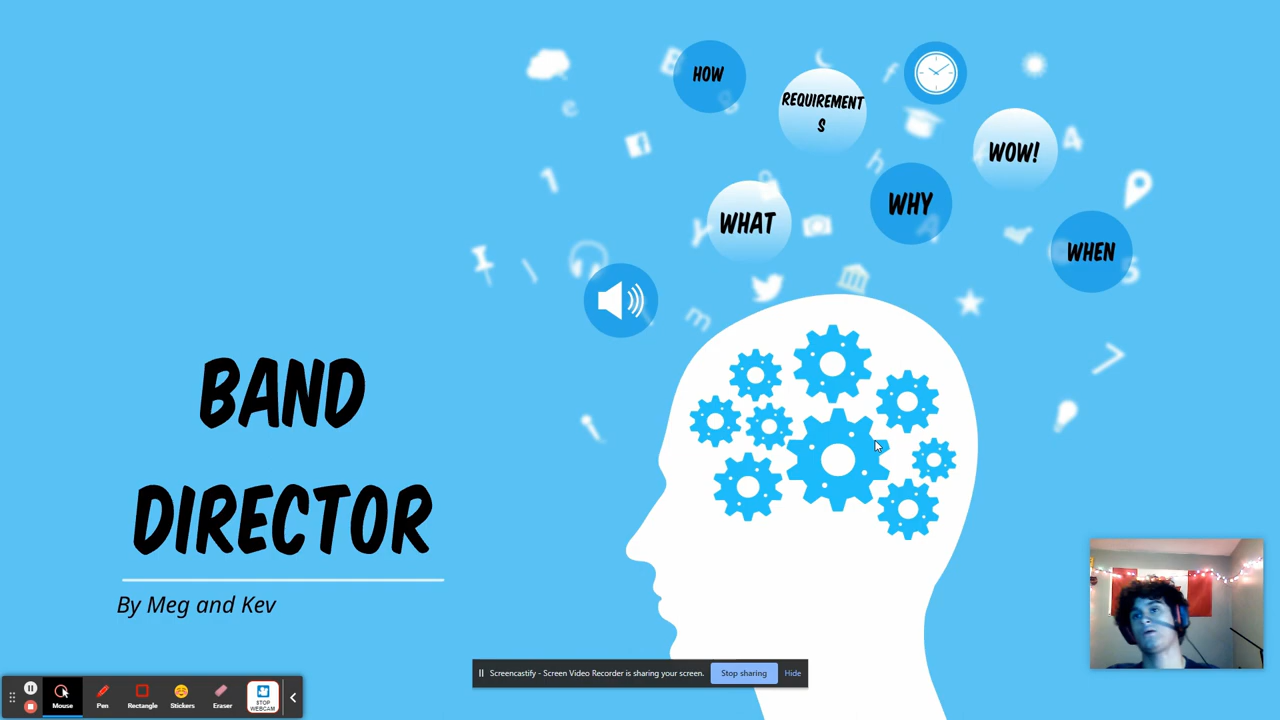 HOW
REQUIREMENT
S
WOW!
WHAT
WHY
WHEN
BAND
DIRECTOR
By Meg and Kev
Screencastify - Screen Video Recorder is sharing your screen.
Stop sharing
Hide
Mouse
Pen
Rectangle
Stickers
Eraser
STOP
WEBCAM